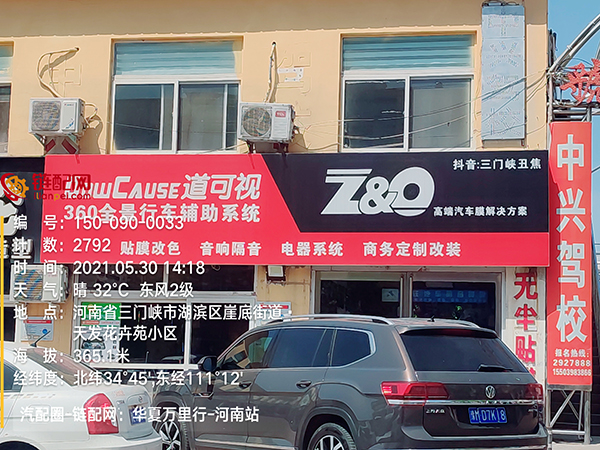 抖音:三门峡丑焦
链配网
HOWCAUSE道可视
Z&Q
360全景行车辅助系统
高端汽车膜解决方案
贴膜改色 音响隔音 电器系统 商务定制改装
编 号：150-090-0033
计 数：2792
时 间：2021.05.30 14:18
天 气：晴 32°C 东风2级
地 点：河南省三门峡市湖滨区崖底街道
天发花卉苑小区
海 拔：365.1米
经纬度：北纬34°45',东经111°12'
汽配圈-链配网：华夏万里行-河南站
无尘贴
中兴驾校
报名热线
2927888
15503983865